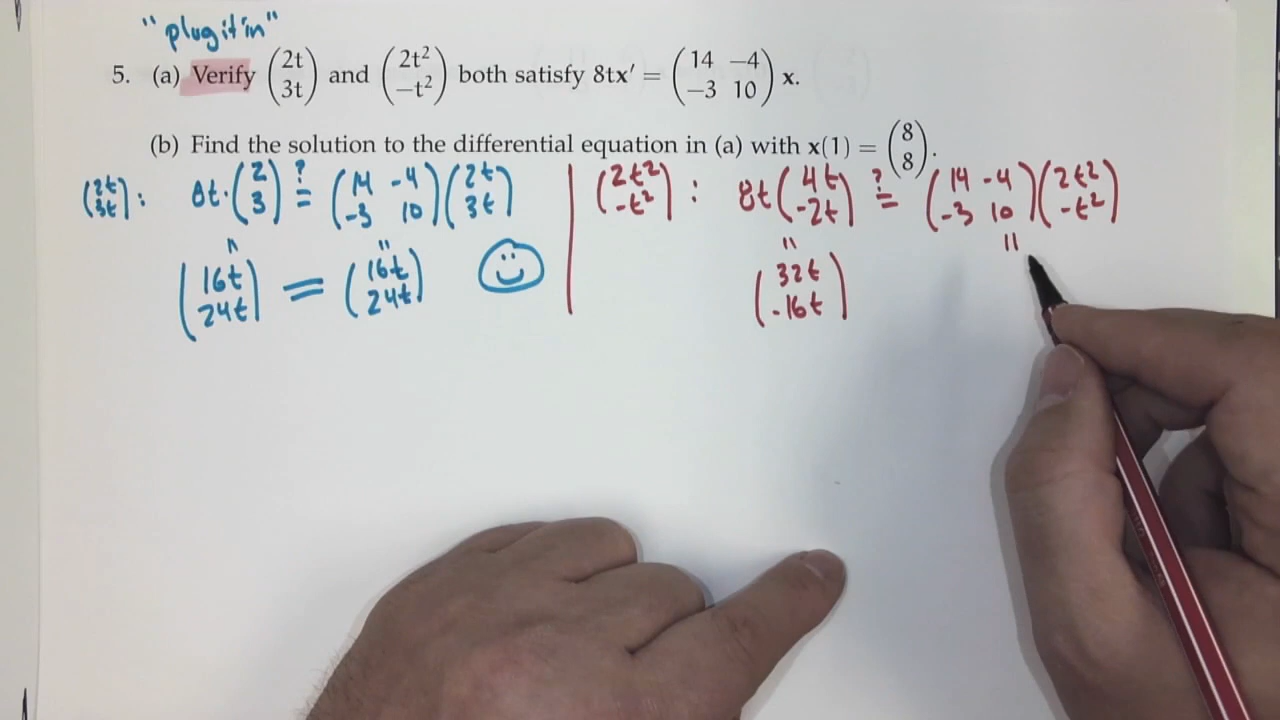 "plug it in"
5. (a) Verify (2t 3t) and (2t² −t²) both satisfy 8tx′ = (14 −4 −3 10) x.
(b) Find the solution to the differential equation in (a) with x(1) = (8 8).
(2t 3t): 8t·(2 3) ?= (14 -4 -3 10)(2t 3t)
(16t 24t) = (16t 24t)
(2t² -t²): 8t(4t -2t) ?= (14 -4 -3 10)(2t² -t²)
= =
(32t -16t)